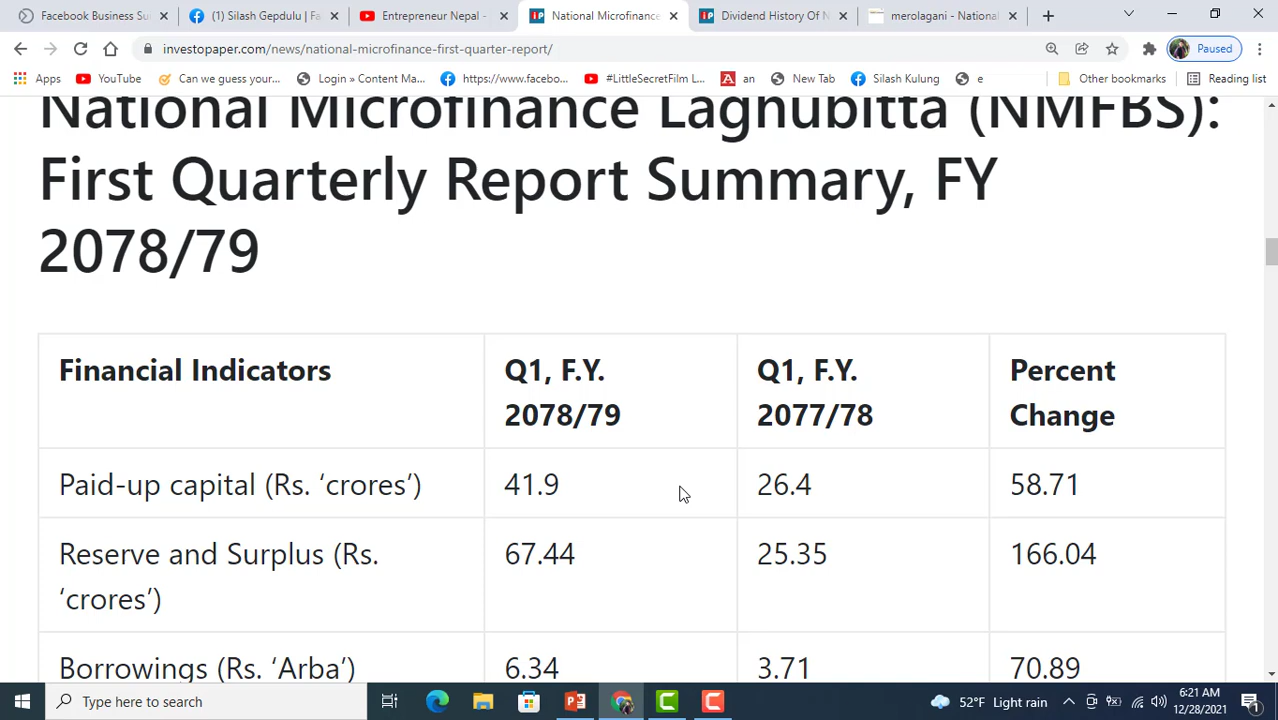 Facebook Business Su
(1) Silash Gepdulu | Fa
Entrepreneur Nepal -
National Microfinance
Dividend History Of N
merolagani - National
investopaper.com/news/national-microfinance-first-quarter-report/
Paused
Apps
YouTube
Can we guess your...
Login » Content Ma...
https://www.facebo...
#LittleSecretFilm L...
an
New Tab
Silash Kulung
e
Other bookmarks
Reading list
National Microfinance Laghubitta (NMFBS):
First Quarterly Report Summary, FY
2078/79
Financial Indicators
Q1, F.Y.
2078/79
Q1, F.Y.
2077/78
Percent
Change
Paid-up capital (Rs. ‘crores’)
41.9
26.4
58.71
Reserve and Surplus (Rs.
‘crores’)
67.44
25.35
166.04
Borrowings (Rs. ‘Arba’)
6.34
3.71
70.89
Type here to search
52°F Light rain
6:21 AM
12/28/2021
1